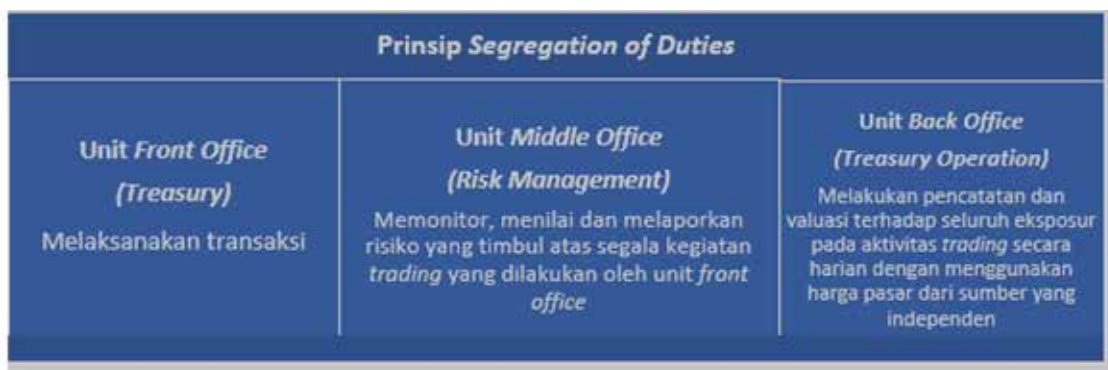 Prinsip Segregation of Duties
Unit Front Office
(Treasury)
Melaksanakan transaksi
Unit Middle Office
(Risk Management)
Memonitor, menilai dan melaporkan
risiko yang timbul atas segala kegiatan
trading yang dilakukan oleh unit front
office
Unit Back Office
(Treasury Operation)
Melakukan pencatatan dan
valuasi terhadap seluruh eksposur
pada aktivitas trading secara
harian dengan menggunakan
harga pasar dari sumber yang
independen